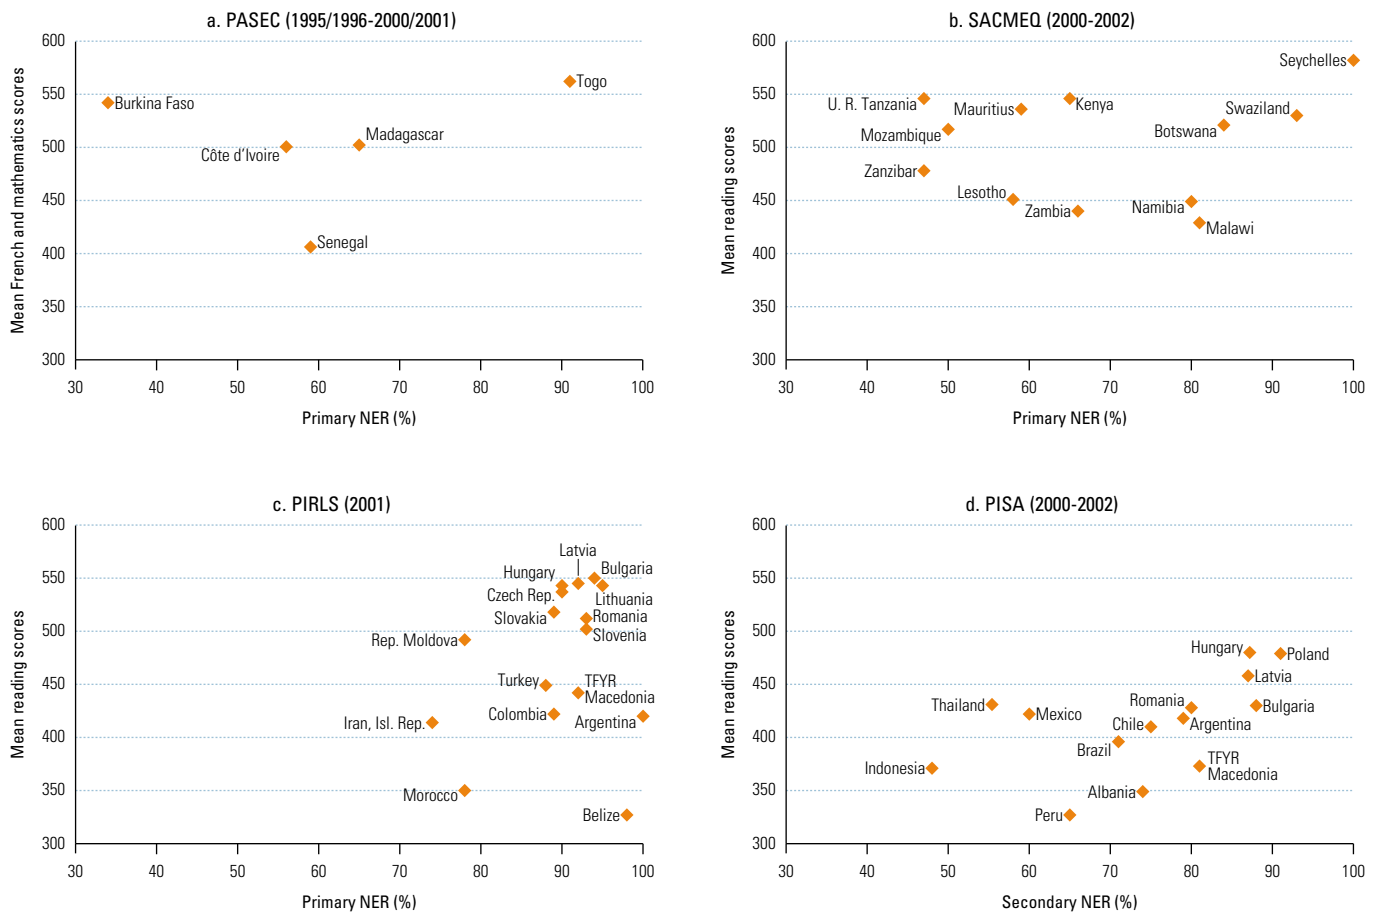 a. PASEC (1995/1996-2000/2001)
Mean French and mathematics scores
600
550
500
450
400
350
300
Togo
Burkina Faso
Madagascar
Côte d'Ivoire
Senegal
30 40 50 60 70 80 90 100
Primary NER (%)
b. SACMEQ (2000-2002)
Mean reading scores
600
550
500
450
400
350
300
Seychelles
U. R. Tanzania
Mauritius
Kenya
Swaziland
Mozambique
Botswana
Zanzibar
Lesotho
Zambia
Namibia
Malawi
30 40 50 60 70 80 90 100
Primary NER (%)
c. PIRLS (2001)
Mean reading scores
600
550
500
450
400
350
300
Latvia
Hungary
Bulgaria
Czech Rep.
Lithuania
Slovakia
Romania
Slovenia
Rep. Moldova
Turkey
TFYR
Macedonia
Colombia
Argentina
Iran, Isl. Rep.
Morocco
Belize
30 40 50 60 70 80 90 100
Primary NER (%)
d. PISA (2000-2002)
Mean reading scores
600
550
500
450
400
350
300
Hungary
Poland
Latvia
Thailand
Mexico
Romania
Bulgaria
Chile
Argentina
Brazil
TFYR
Macedonia
Indonesia
Albania
Peru
30 40 50 60 70 80 90 100
Secondary NER (%)